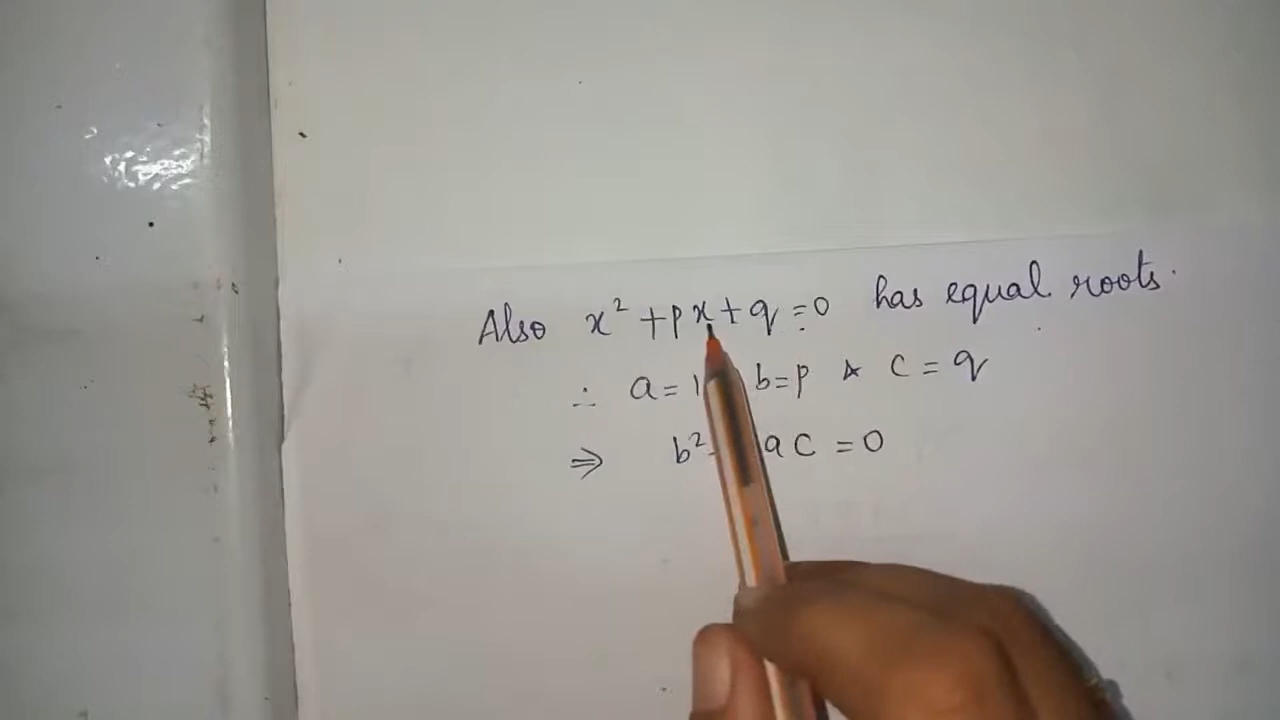 Also x² + px + q = 0 has equal roots.
∴ a = 1 b = p & c = q
⇒ b² ac = 0